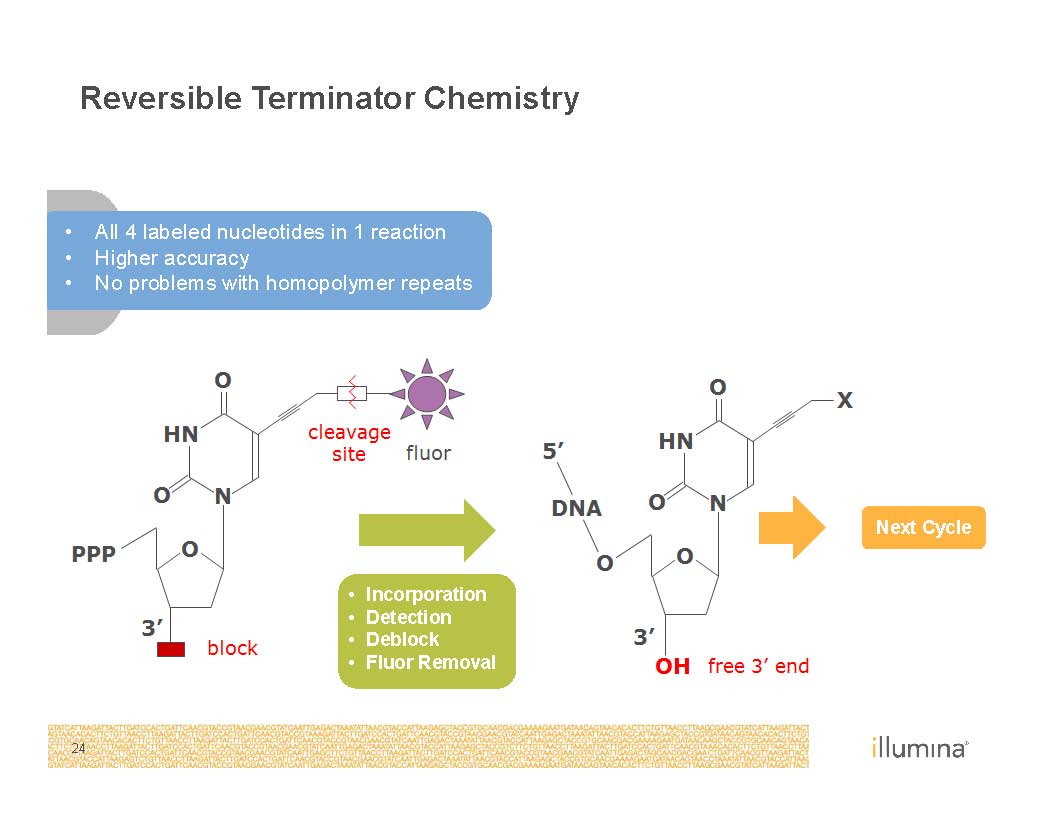 Reversible Terminator Chemistry
• All 4 labeled nucleotides in 1 reaction
• Higher accuracy
• No problems with homopolymer repeats
O
HN
O
N
PPP
O
3’
block
cleavage
site
fluor
• Incorporation
• Detection
• Deblock
• Fluor Removal
5’
DNA
O
O
HN
O
N
X
O
3’
OH free 3’ end
Next Cycle
24
illumina®